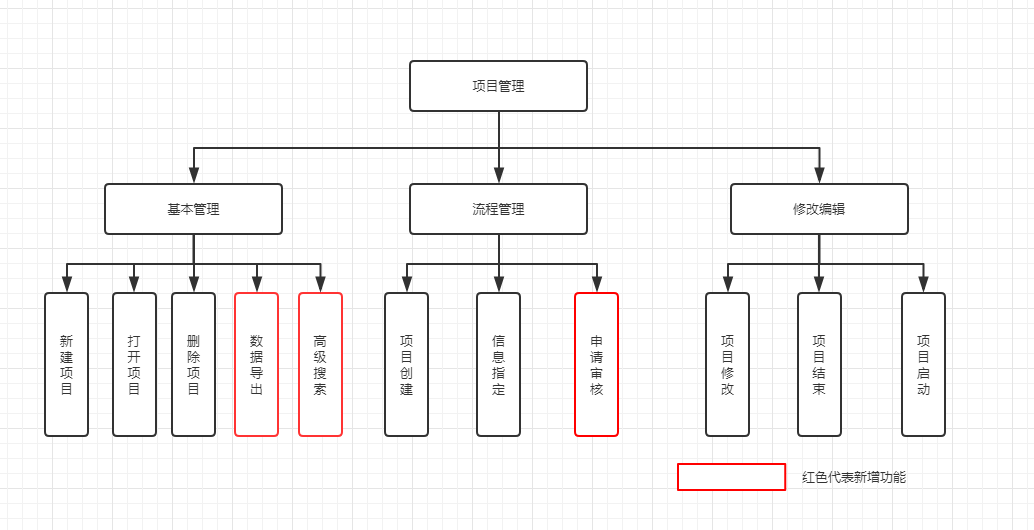 项目管理
基本管理
流程管理
修改编辑
新建项目
打开项目
删除项目
数据导出
高级搜索
项目创建
信息指定
申请审核
项目修改
项目结束
项目启动
红色代表新增功能